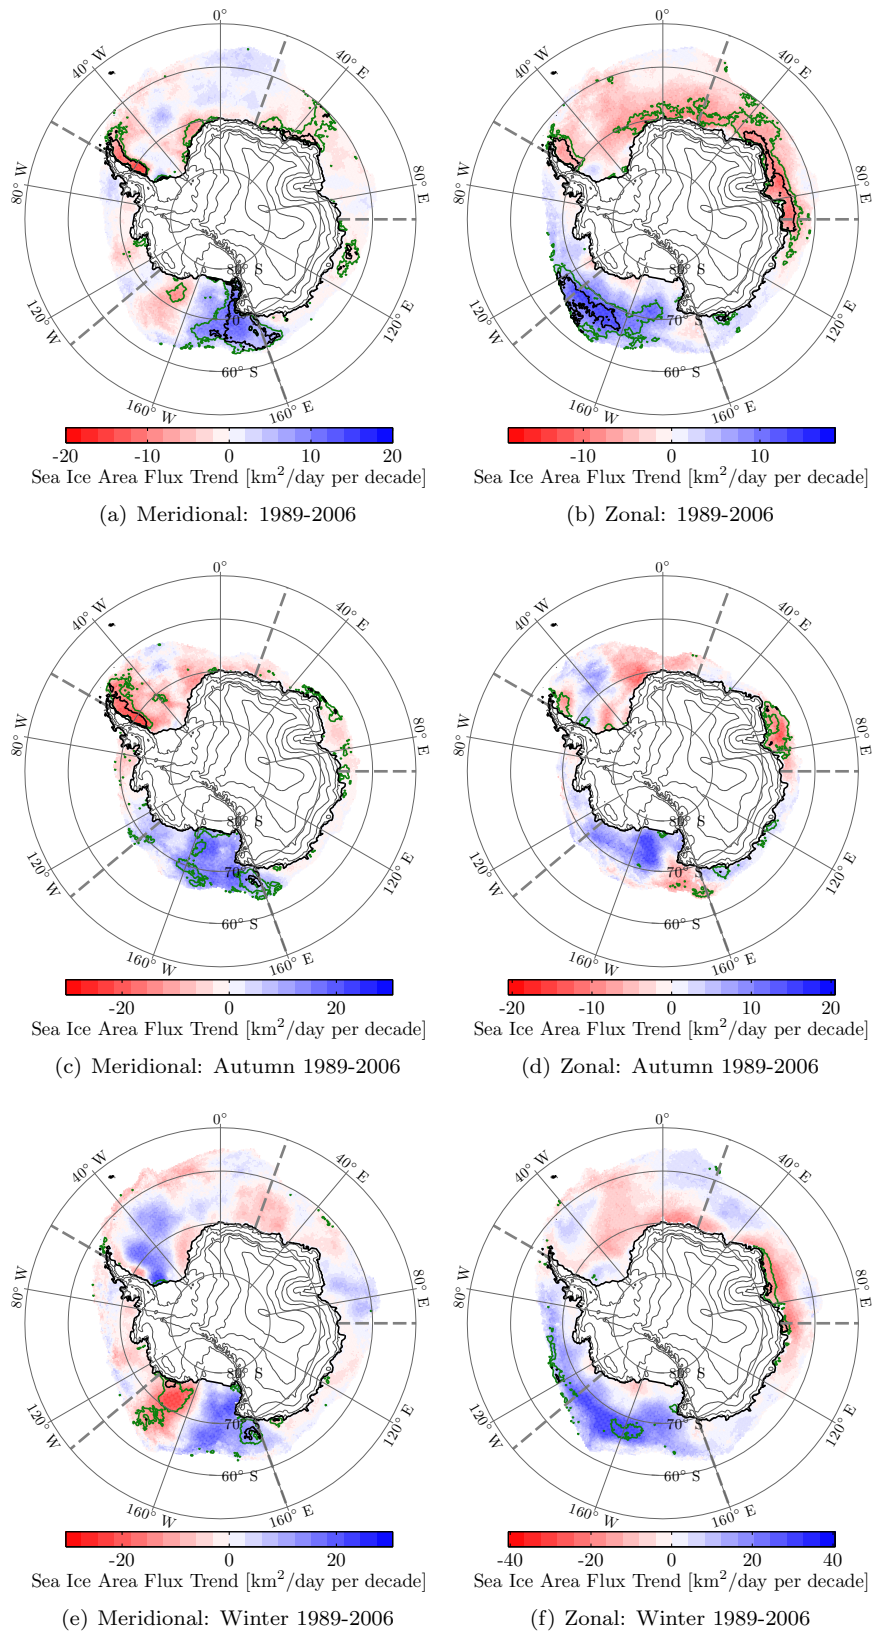 0°
40° W
40° E
80° W
80° E
120° W
120° E
160° W
160° E
80° S
70°
60° S
-20 -10 0 10 20
Sea Ice Area Flux Trend [km²/day per decade]
(a) Meridional: 1989-2006
0°
40° W
40° E
80° W
80° E
120° W
120° E
160° W
160° E
80° S
70° S
60° S
-10 0 10
Sea Ice Area Flux Trend [km²/day per decade]
(b) Zonal: 1989-2006
0°
40° W
40° E
80° W
80° E
120° W
120° E
160° W
160° E
80° S
70°
60° S
-20 0 20
Sea Ice Area Flux Trend [km²/day per decade]
(c) Meridional: Autumn 1989-2006
0°
40° W
40° E
80° W
80° E
120° W
120° E
160° W
160° E
80° S
70° S
60° S
-20 -10 0 10 20
Sea Ice Area Flux Trend [km²/day per decade]
(d) Zonal: Autumn 1989-2006
0°
40° W
40° E
80° W
80° E
120° W
120° E
160° W
160° E
80° S
70° S
60° S
-20 0 20
Sea Ice Area Flux Trend [km²/day per decade]
(e) Meridional: Winter 1989-2006
0°
40° W
40° E
80° W
80° E
120° W
120° E
160° W
160° E
80° S
70° S
60° S
-40 -20 0 20 40
Sea Ice Area Flux Trend [km²/day per decade]
(f) Zonal: Winter 1989-2006